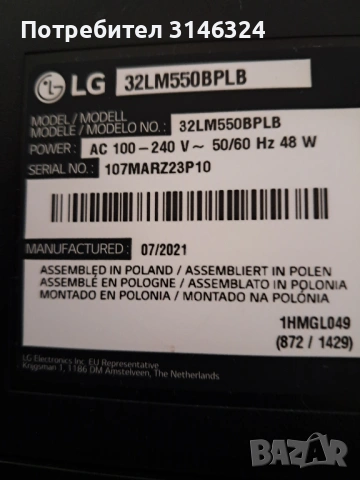 Потребител 3146324
LG 32LM550BPLB
MODEL / MODELL
MODELE / MODELO NO. : 32LM550BPLB
POWER : AC 100 – 240 V ~ 50/60 Hz 48 W
SERIAL NO. : 107MARZ23P10
MANUFACTURED : 07/2021
ASSEMBLED IN POLAND / ASSEMBLIERT IN POLEN
ASSEMBLÉ EN POLOGNE / ASSEMBLATO IN POLONIA
MONTADO EN POLONIA / MONTADO NA POLÓNIA
1HMGL049
(872 / 1429)
LG Electronics Inc. EU Representative
Krijgsman 1, 1186 DM Amstelveen, The Netherlands
BAZAR